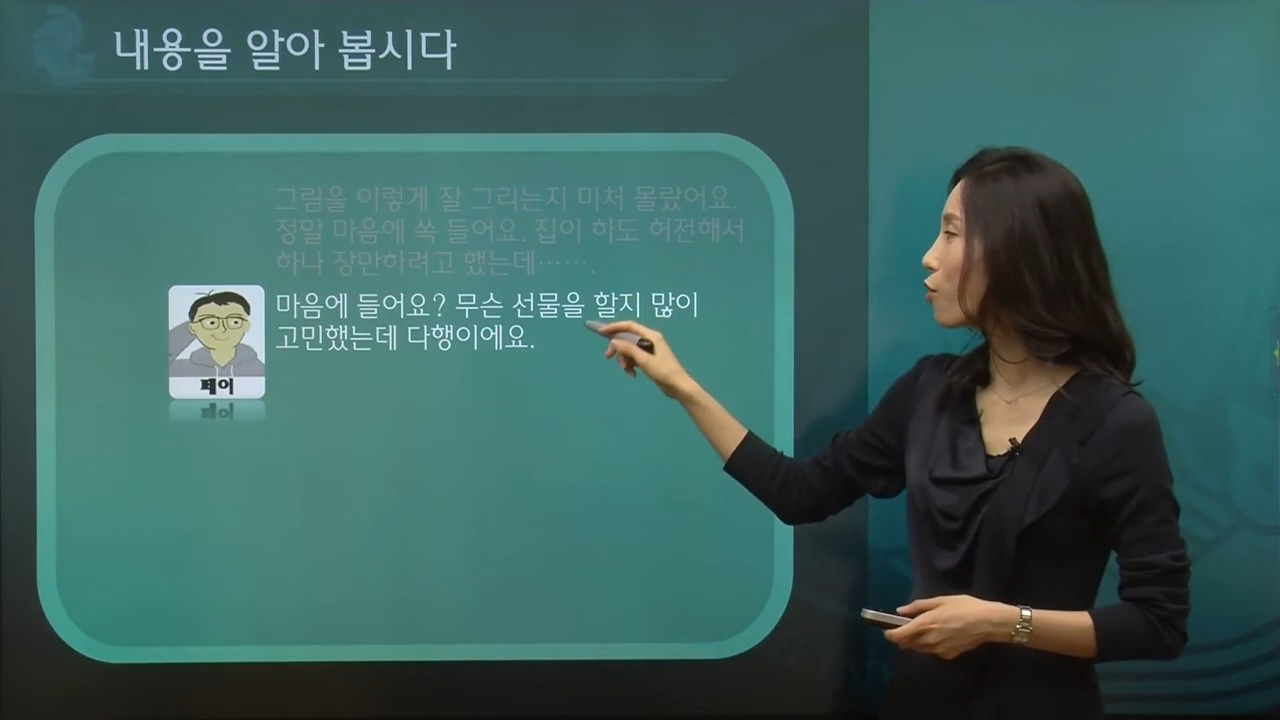 내용을 알아 봅시다
그림을 이렇게 잘 그리는지 미처 몰랐어요.
정말 마음에 쏙 들어요. 집이 하도 허전해서
하나 장만하려고 했는데…….
마음에 들어요? 무슨 선물을 할지 많이
고민했는데 다행이에요.
페이